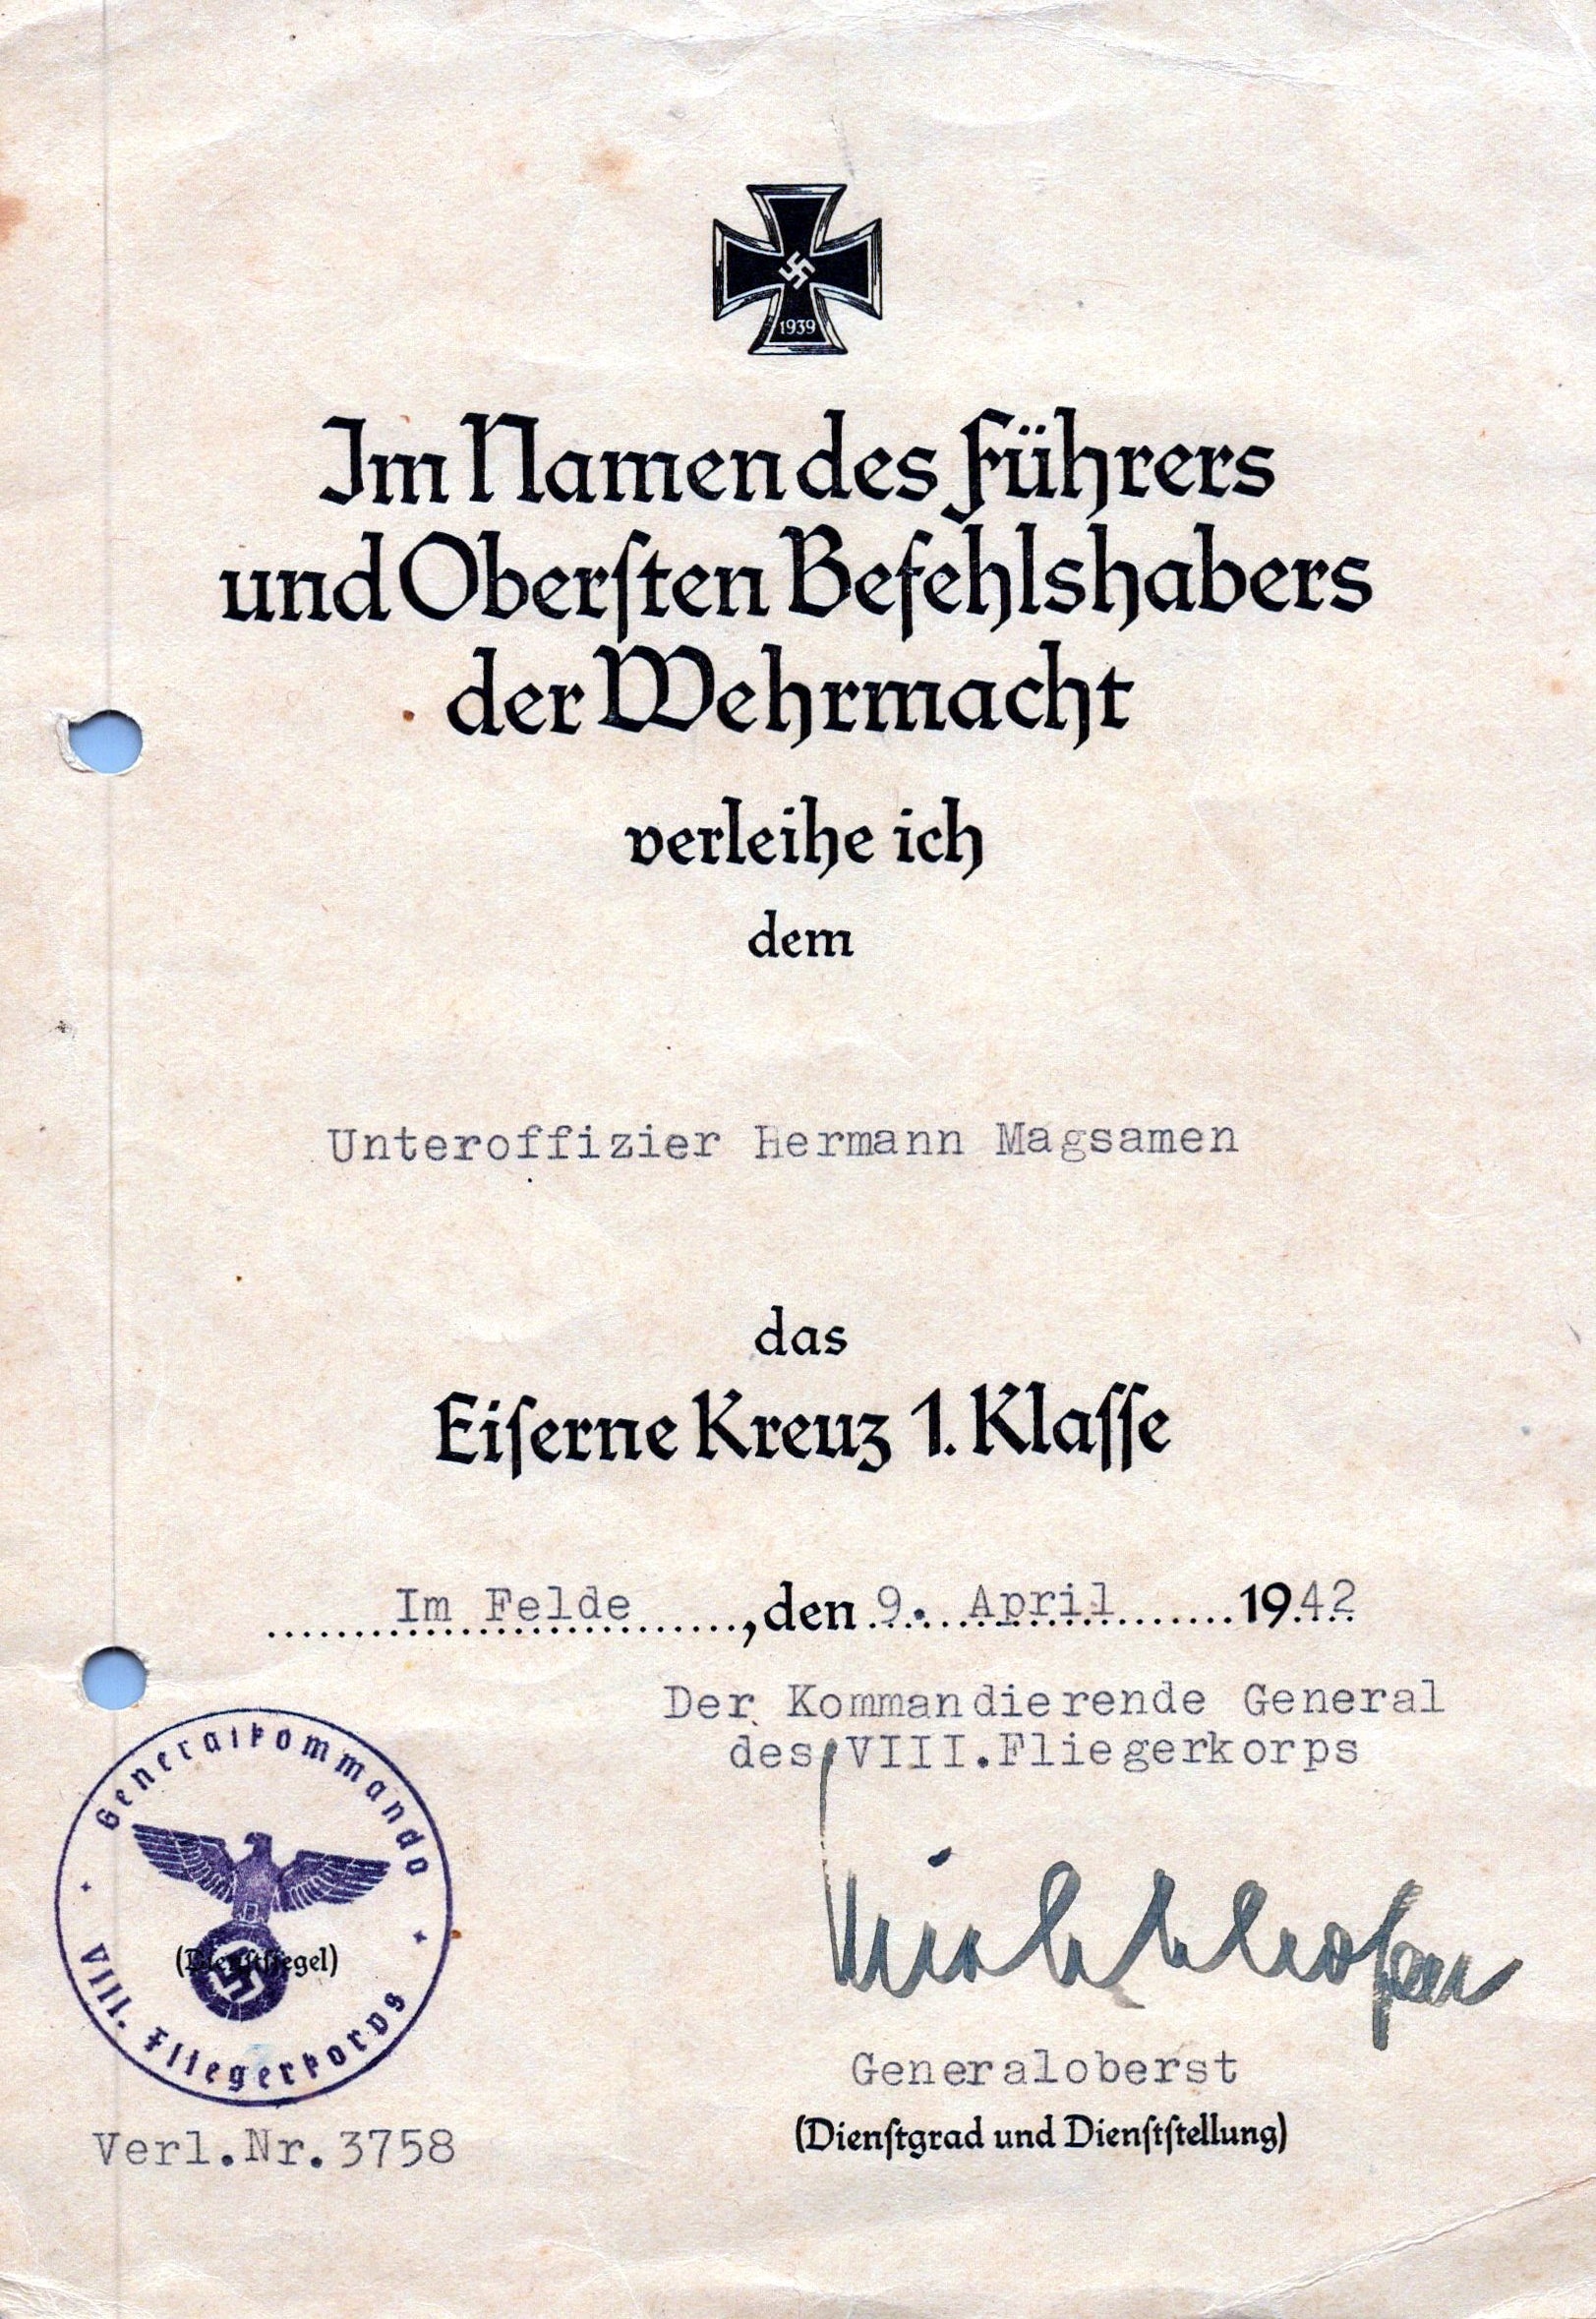 1939
Im Namen des Führers
und Oberſten Befehlshabers
der Wehrmacht
verleihe ich
dem
Unteroffizier Hermann Magsamen
das
Eiſerne Kreuz 1. Klaſſe
Im Felde, den 9. April 1942
Der Kommandierende General
des VIII.Fliegerkorps
Richthofen
Generaloberst
(Dienſtgrad und Dienſtſtellung)
Generalkommando
VIII. Fliegerkorps
(Dienſtſiegel)
Verl.Nr.3758